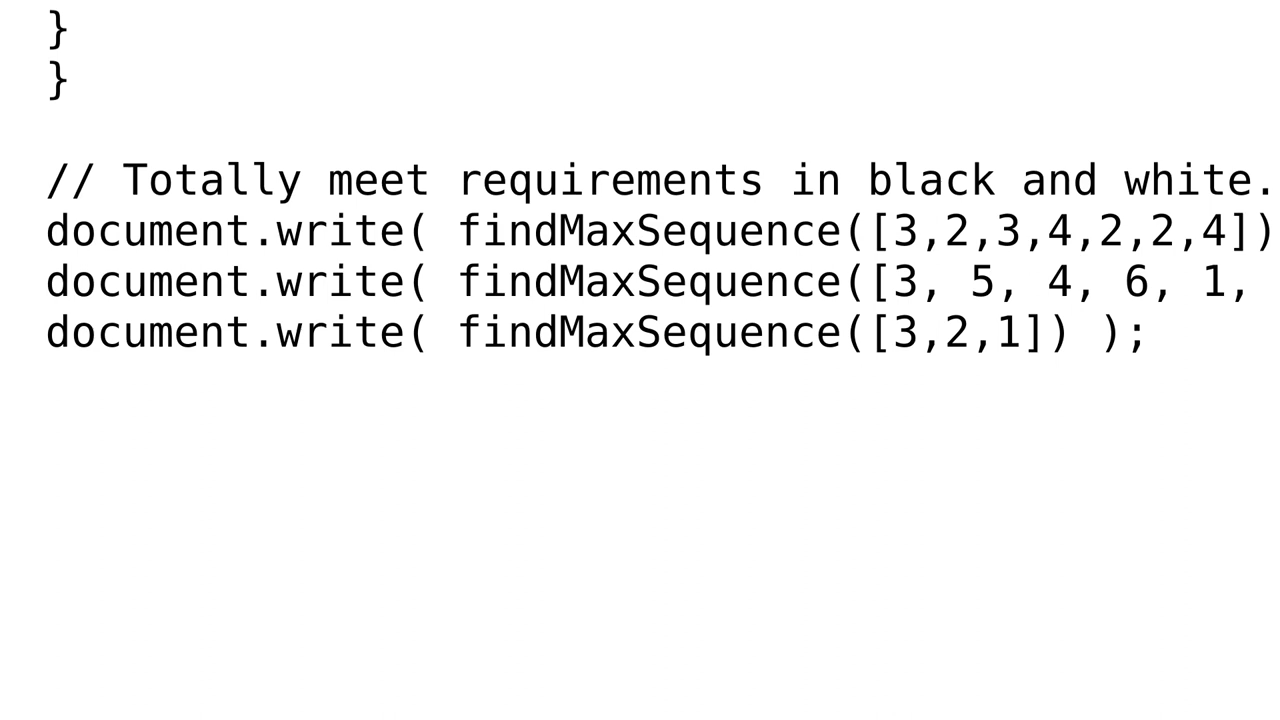 }
}
// Totally meet requirements in black and white.
document.write( findMaxSequence([3,2,3,4,2,2,4])
document.write( findMaxSequence([3, 5, 4, 6, 1,
document.write( findMaxSequence([3,2,1]) );